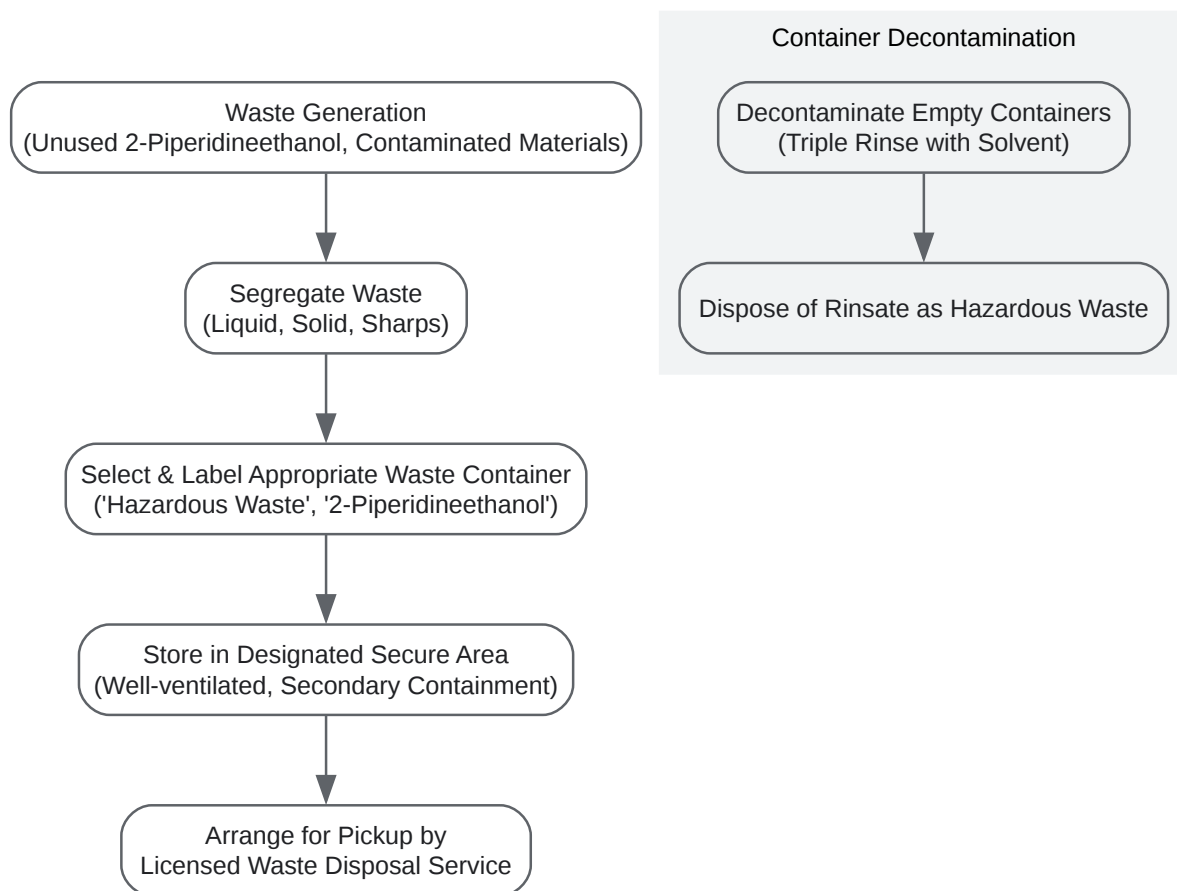 Waste Generation
(Unused 2-Piperidineethanol, Contaminated Materials)
Segregate Waste
(Liquid, Solid, Sharps)
Select & Label Appropriate Waste Container
('Hazardous Waste', '2-Piperidineethanol')
Store in Designated Secure Area
(Well-ventilated, Secondary Containment)
Arrange for Pickup by
Licensed Waste Disposal Service
Container Decontamination
Decontaminate Empty Containers
(Triple Rinse with Solvent)
Dispose of Rinsate as Hazardous Waste